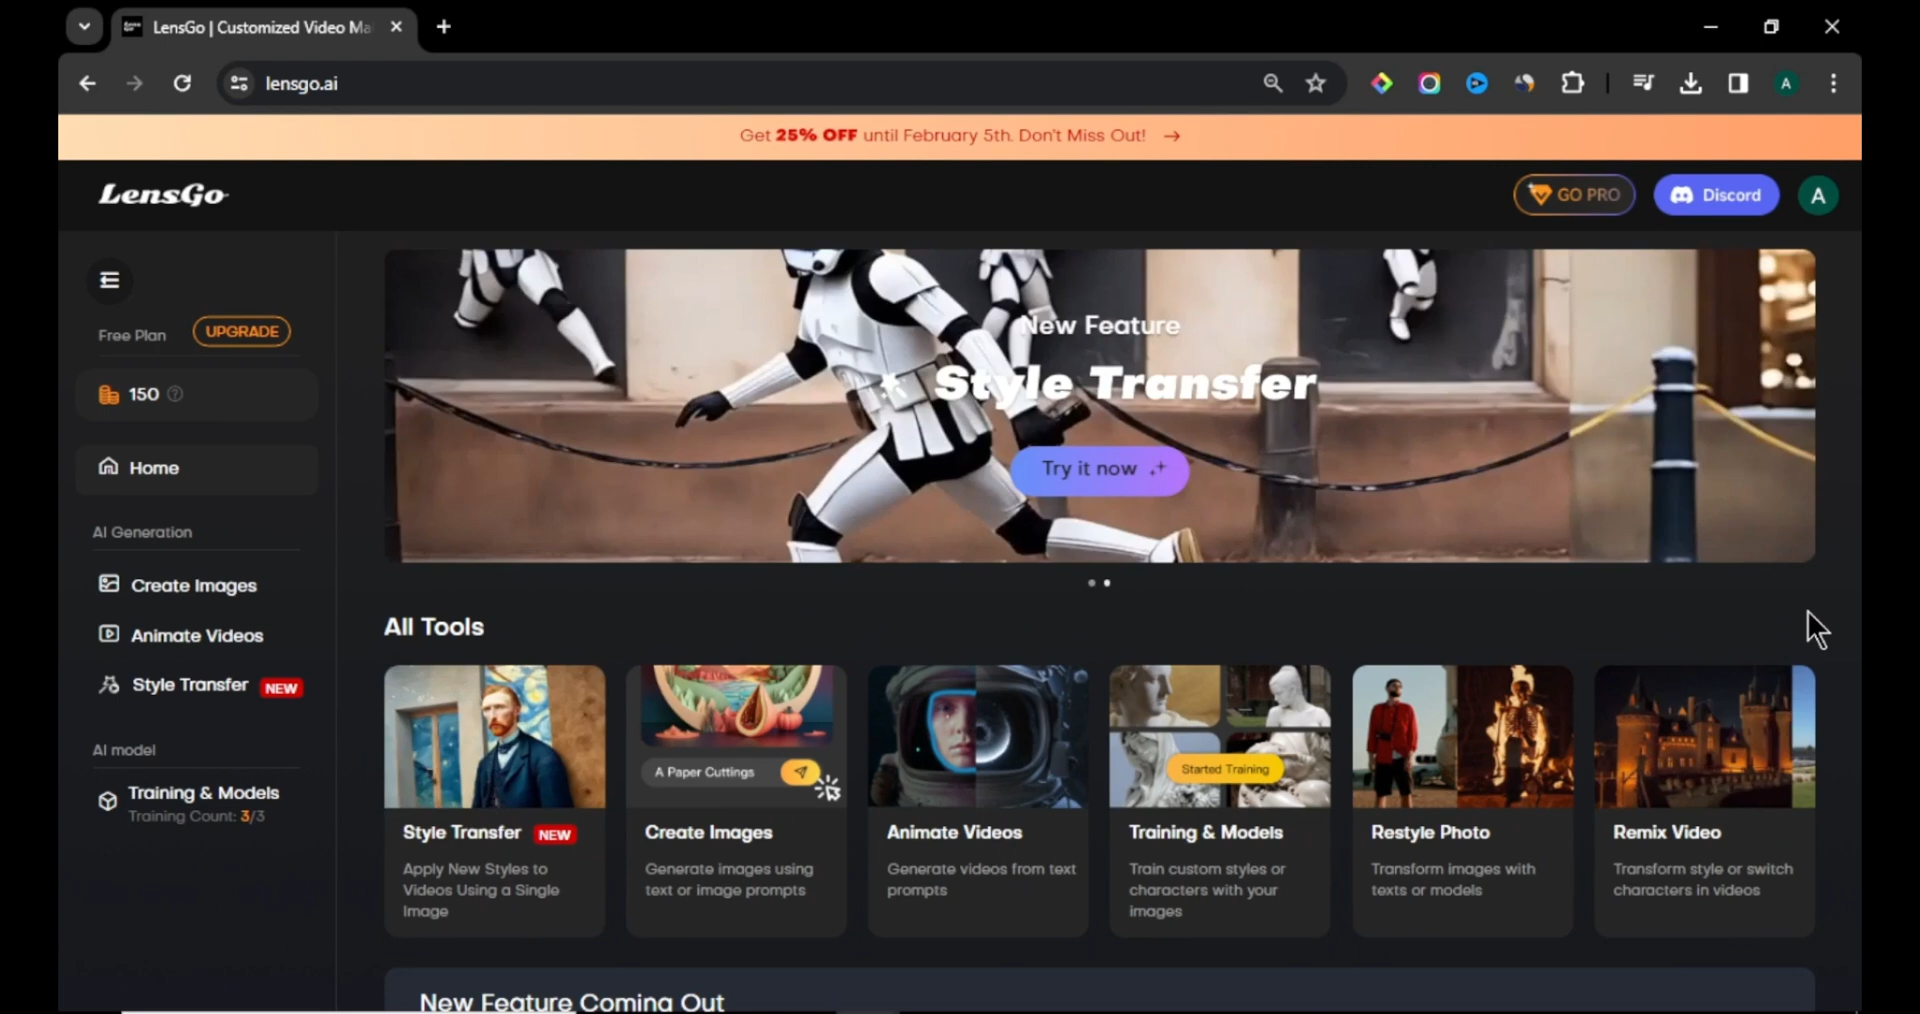 LensGo | Customized Video Ma
lensgo.ai
A
Get 25% OFF until February 5th. Don't Miss Out! →
LensGo
GO PRO
Discord
A
Free Plan
UPGRADE
150
Home
AI Generation
Create Images
Animate Videos
Style Transfer NEW
AI model
Training & Models
Training Count: 3/3
New Feature
Style Transfer
Try it now
All Tools
A Paper Cuttings
Started Training
Style Transfer NEW
Apply New Styles to
Videos Using a Single
Image
Create Images
Generate images using
text or image prompts
Animate Videos
Generate videos from text
prompts
Training & Models
Train custom styles or
characters with your
images
Restyle Photo
Transform images with
texts or models
Remix Video
Transform style or switch
characters in videos
New Feature Coming Out